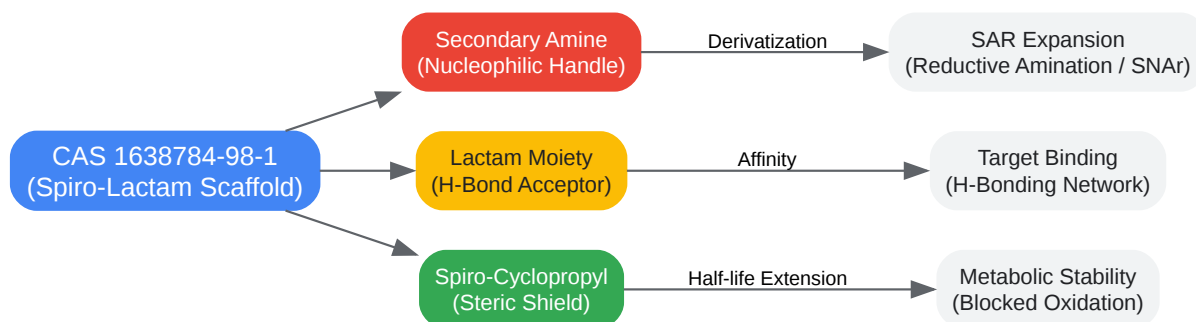 Secondary Amine
(Nucleophilic Handle)
Derivatization
SAR Expansion
(Reductive Amination / SNAr)
CAS 1638784-98-1
(Spiro-Lactam Scaffold)
Lactam Moiety
(H-Bond Acceptor)
Affinity
Target Binding
(H-Bonding Network)
Spiro-Cyclopropyl
(Steric Shield)
Half-life Extension
Metabolic Stability
(Blocked Oxidation)